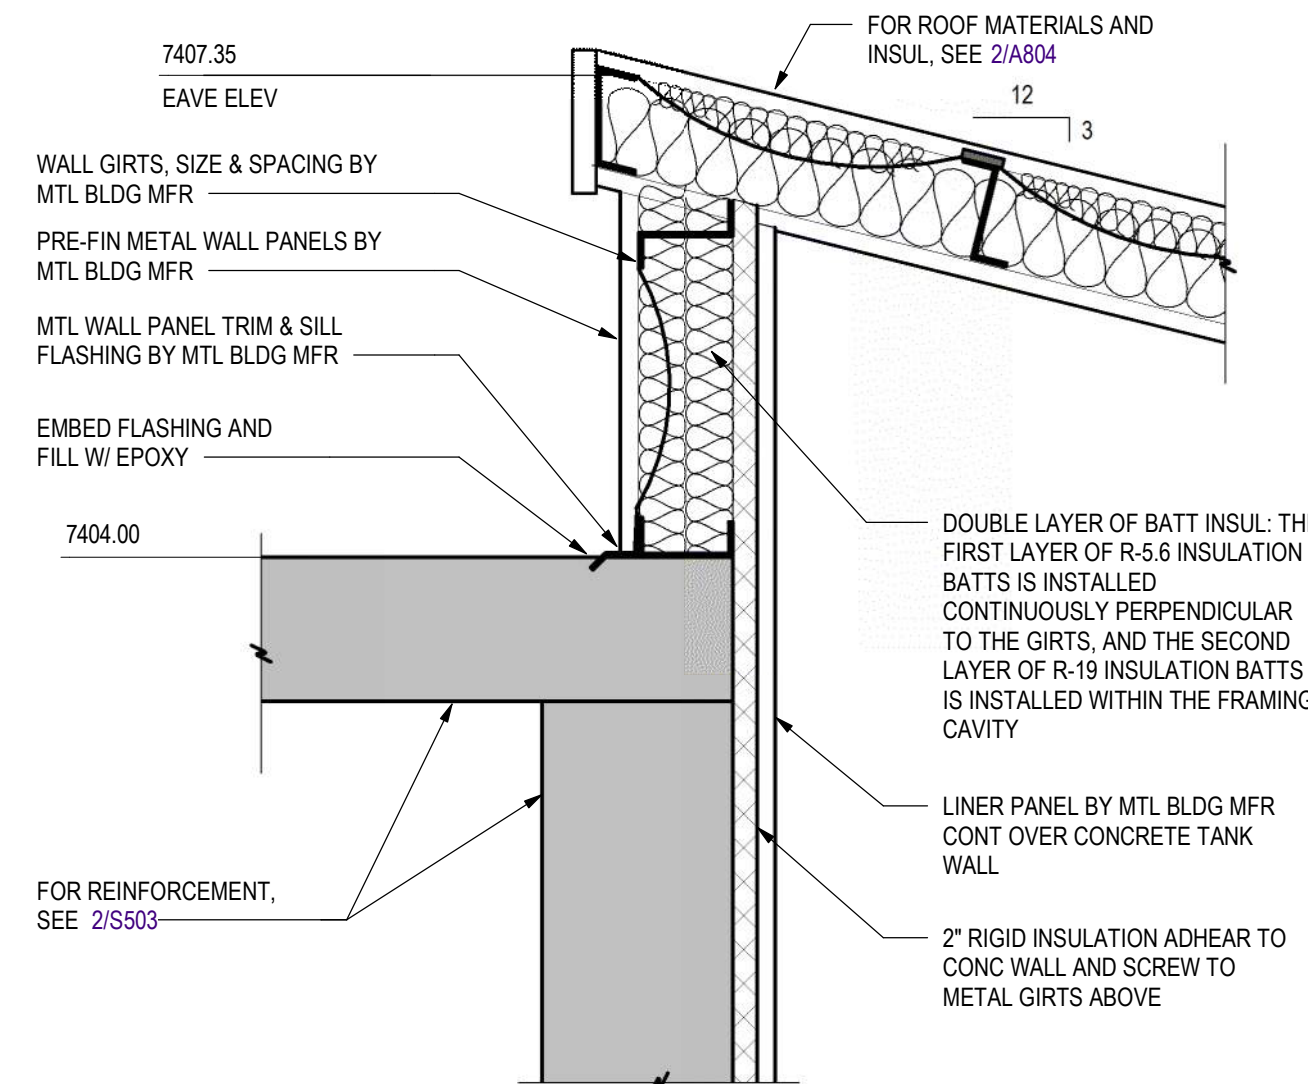 FOR ROOF MATERIALS AND
INSUL, SEE 2/A804
12
3
7407.35
EAVE ELEV
WALL GIRTS, SIZE & SPACING BY
MTL BLDG MFR
PRE-FIN METAL WALL PANELS BY
MTL BLDG MFR
MTL WALL PANEL TRIM & SILL
FLASHING BY MTL BLDG MFR
EMBED FLASHING AND
FILL W/ EPOXY
7404.00
DOUBLE LAYER OF BATT INSUL: TH
FIRST LAYER OF R-5.6 INSULATION
BATTS IS INSTALLED
CONTINUOUSLY PERPENDICULAR
TO THE GIRTS, AND THE SECOND
LAYER OF R-19 INSULATION BATTS
IS INSTALLED WITHIN THE FRAMING
CAVITY
LINER PANEL BY MTL BLDG MFR
CONT OVER CONCRETE TANK
WALL
FOR REINFORCEMENT,
SEE 2/S503
2" RIGID INSULATION ADHEAR TO
CONC WALL AND SCREW TO
METAL GIRTS ABOVE